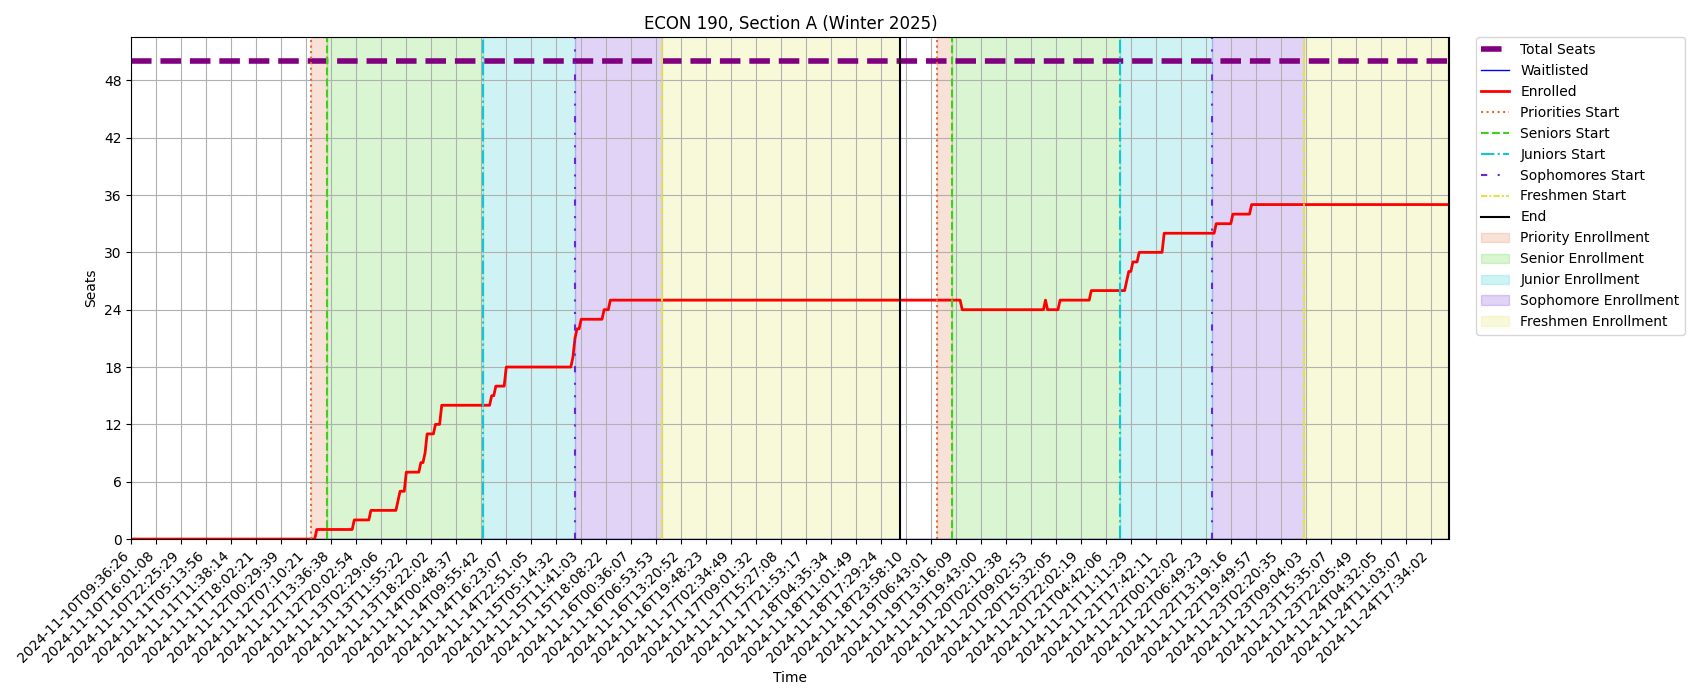 ECON 190, Section A (Winter 2025)
Seats
48
42
36
30
24
18
12
6
0
2024-11-10T09:36:26
2024-11-10T16:01:08
2024-11-10T22:25:29
2024-11-11T05:13:56
2024-11-11T11:38:14
2024-11-11T18:02:21
2024-11-12T00:29:39
2024-11-12T07:10:21
2024-11-12T13:36:38
2024-11-12T20:02:54
2024-11-13T03:29:06
2024-11-13T11:55:22
2024-11-13T18:22:02
2024-11-14T00:48:37
2024-11-14T09:55:42
2024-11-14T16:23:07
2024-11-14T22:51:05
2024-11-15T05:14:32
2024-11-15T11:41:03
2024-11-15T18:08:22
2024-11-16T00:36:07
2024-11-16T06:53:53
2024-11-16T13:20:52
2024-11-16T19:48:23
2024-11-17T02:34:49
2024-11-17T09:01:32
2024-11-17T15:27:08
2024-11-17T21:53:17
2024-11-18T04:35:34
2024-11-18T11:01:49
2024-11-18T17:29:24
2024-11-18T23:58:10
2024-11-19T06:43:01
2024-11-19T13:16:09
2024-11-19T19:43:00
2024-11-20T02:12:38
2024-11-20T09:02:53
2024-11-20T15:32:05
2024-11-20T22:02:19
2024-11-21T04:42:06
2024-11-21T11:11:29
2024-11-21T17:42:11
2024-11-22T00:12:02
2024-11-22T06:49:23
2024-11-22T13:19:16
2024-11-22T19:49:57
2024-11-23T02:20:35
2024-11-23T09:04:03
2024-11-23T15:35:07
2024-11-23T22:05:49
2024-11-24T04:32:05
2024-11-24T11:03:07
2024-11-24T17:34:02
Time
Total Seats
Waitlisted
Enrolled
Priorities Start
Seniors Start
Juniors Start
Sophomores Start
Freshmen Start
End
Priority Enrollment
Senior Enrollment
Junior Enrollment
Sophomore Enrollment
Freshmen Enrollment